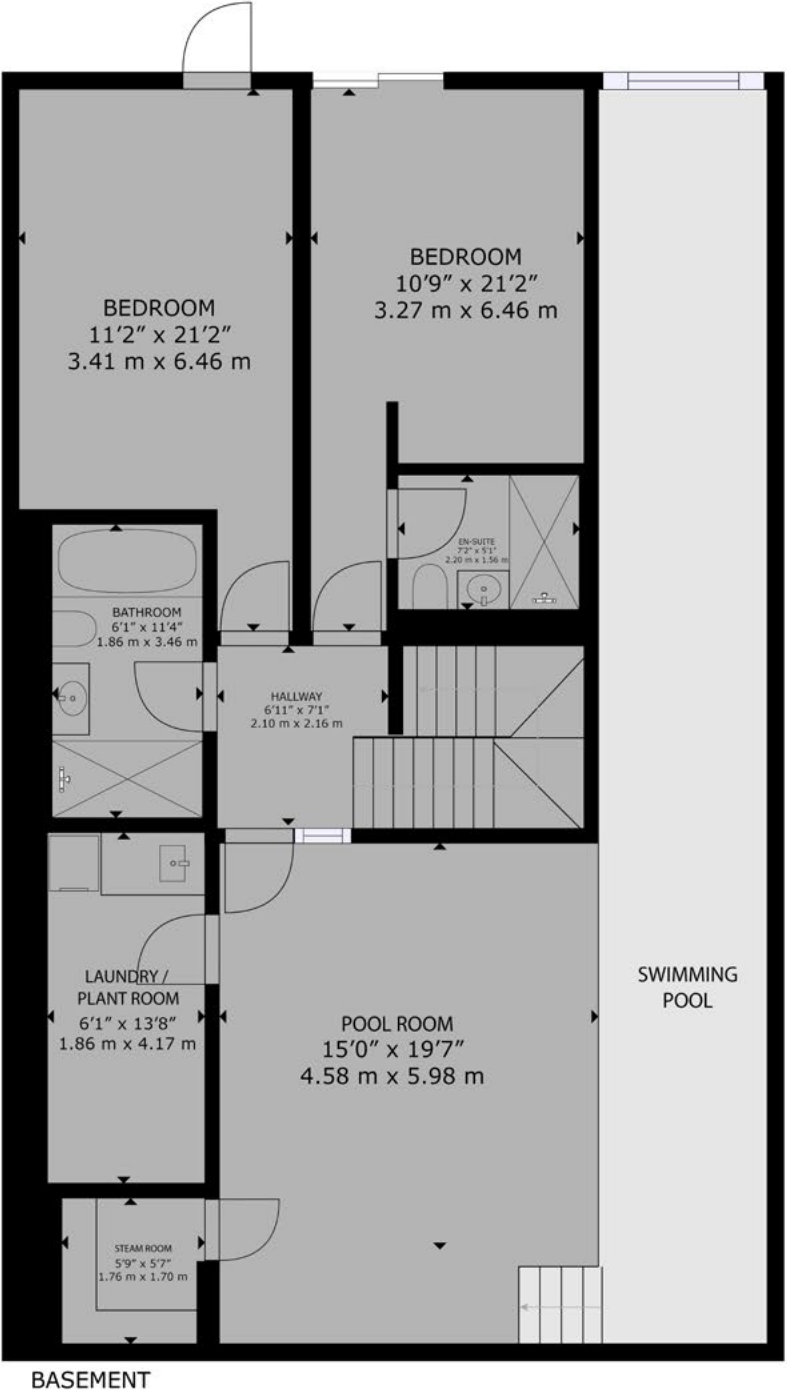 BEDROOM
10′9″ x 21′2″
3.27 m x 6.46 m
BEDROOM
11′2″ x 21′2″
3.41 m x 6.46 m
EN-SUITE
7′2″ x 5′1″
2.20 m x 1.56 m
BATHROOM
6′1″ x 11′4″
1.86 m x 3.46 m
HALLWAY
6′11″ x 7′1″
2.10 m x 2.16 m
LAUNDRY /
PLANT ROOM
6′1″ x 13′8″
1.86 m x 4.17 m
SWIMMING
POOL
POOL ROOM
15′0″ x 19′7″
4.58 m x 5.98 m
STEAM ROOM
5′9″ x 5′7″
1.76 m x 1.70 m
BASEMENT